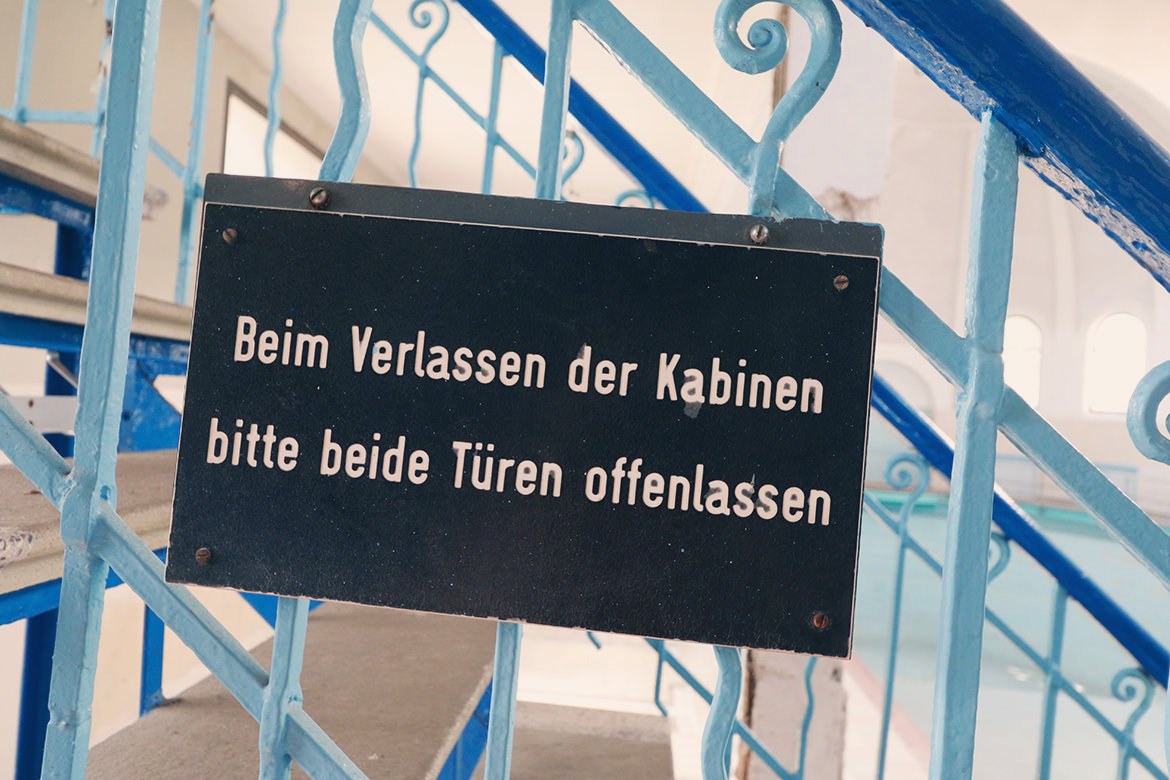 Beim Verlassen der Kabinen
bitte beide Türen offenlassen